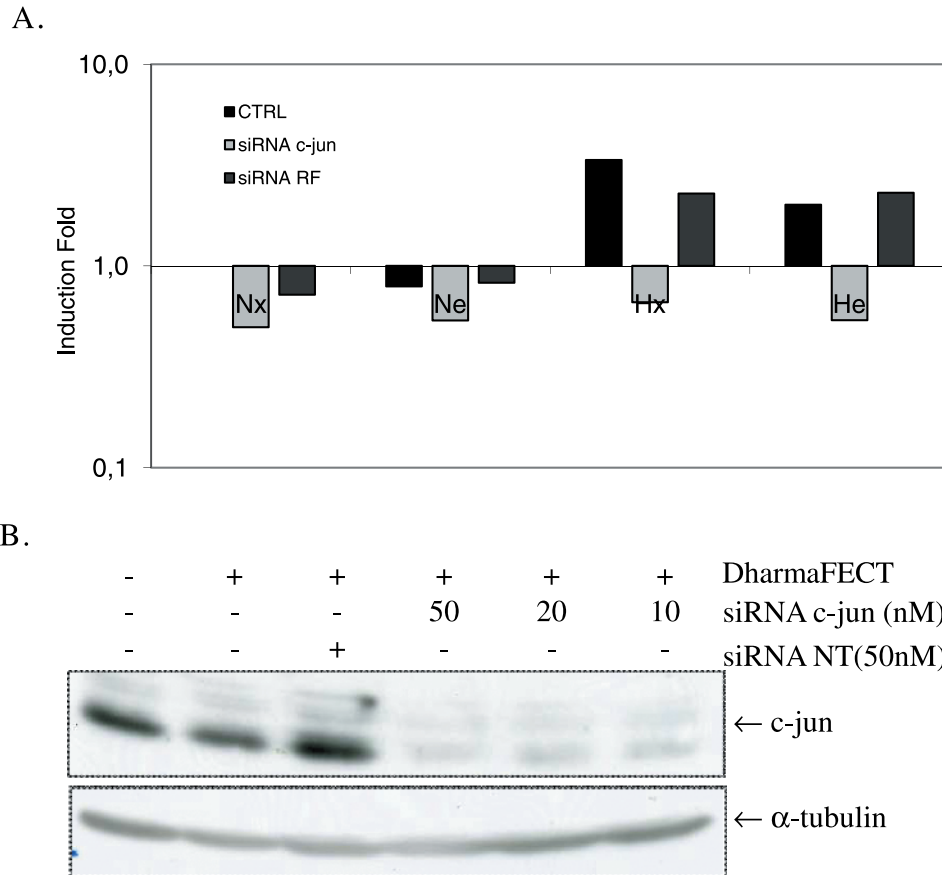 A.
10,0
CTRL
siRNA c-jun
siRNA RF
Induction Fold
1,0
Nx Ne Hx He
0,1
B.
- + + + + + DharmaFECT
- - - 50 20 10 siRNA c-jun (nM)
- - + - - - siRNA NT(50nM)
← c-jun
← α-tubulin